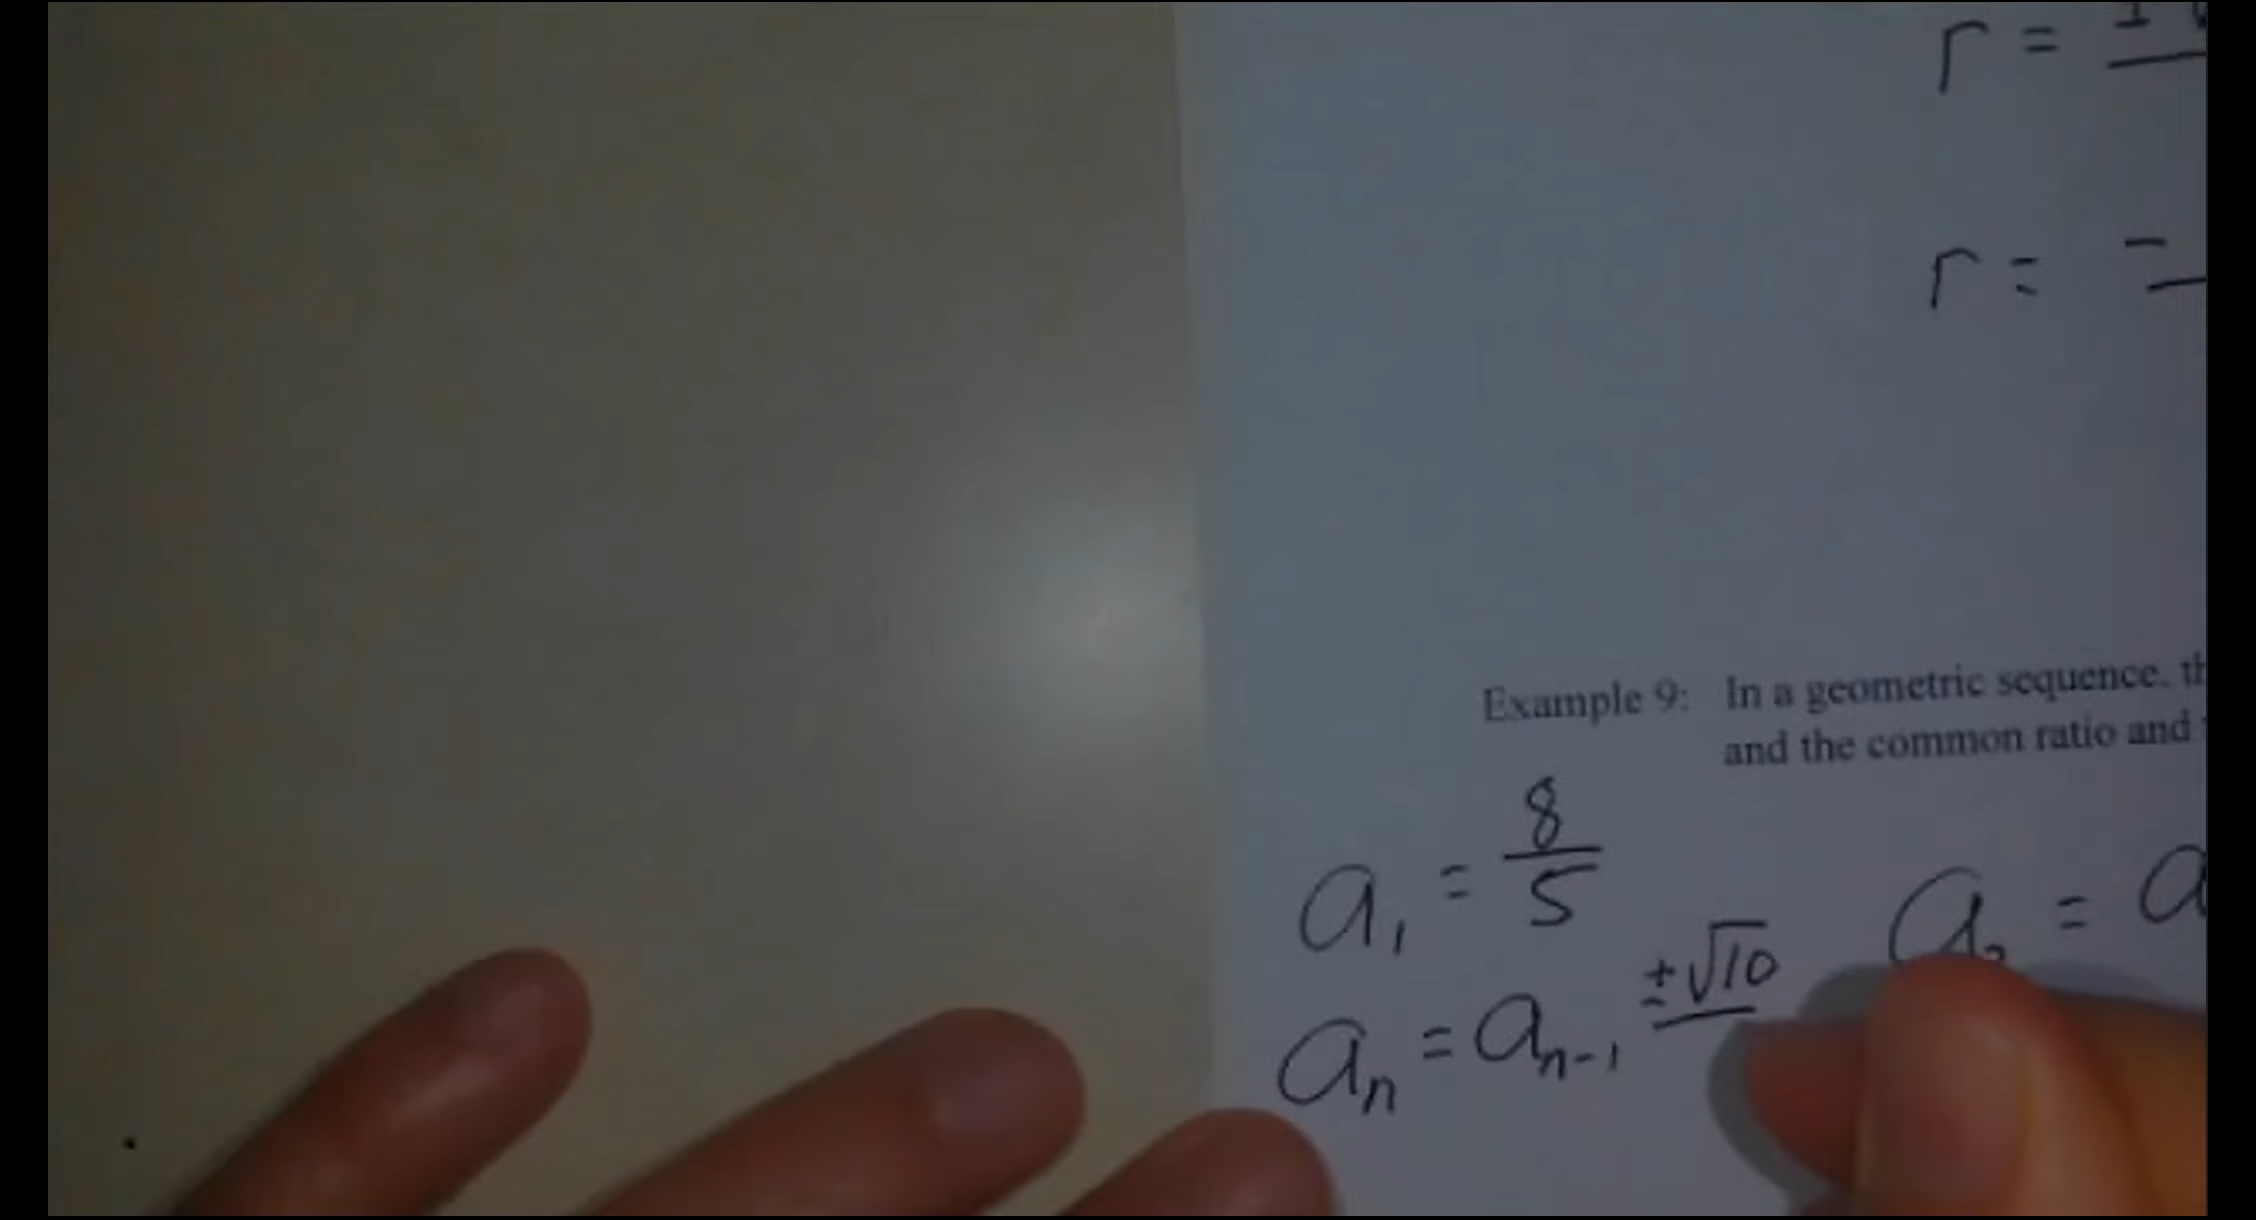 r =
r = -
Example 9: In a geometric sequence, th
and the common ratio and
a₁ = 8/5
a₂ = a
aₙ = aₙ₋₁ ±√10